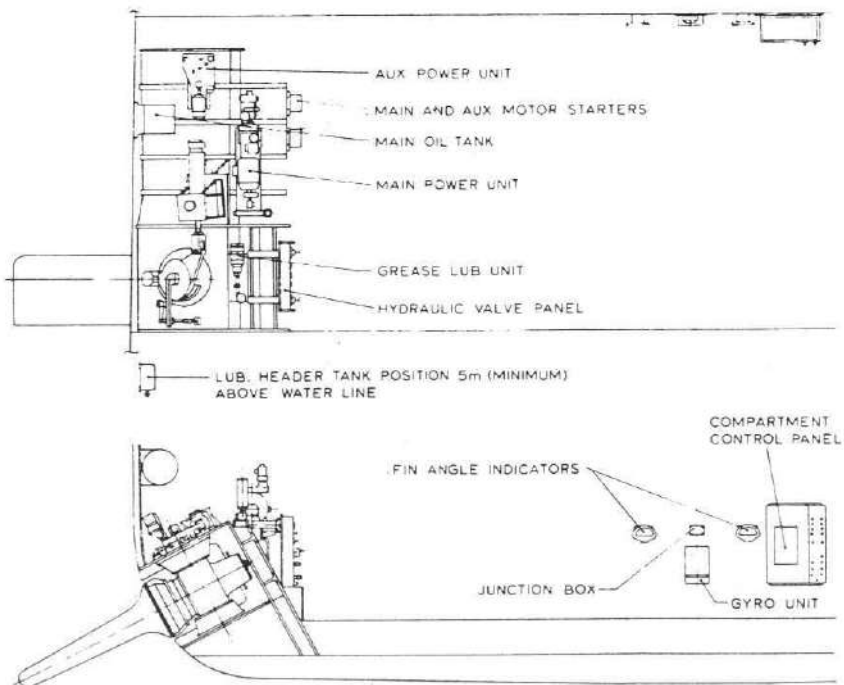 AUX POWER UNIT
MAIN AND AUX MOTOR STARTERS
MAIN OIL TANK
MAIN POWER UNIT
GREASE LUB UNIT
HYDRAULIC VALVE PANEL
LUB. HEADER TANK POSITION 5m (MINIMUM)
ABOVE WATER LINE
COMPARTMENT
CONTROL PANEL
FIN ANGLE INDICATORS
JUNCTION BOX
GYRO UNIT